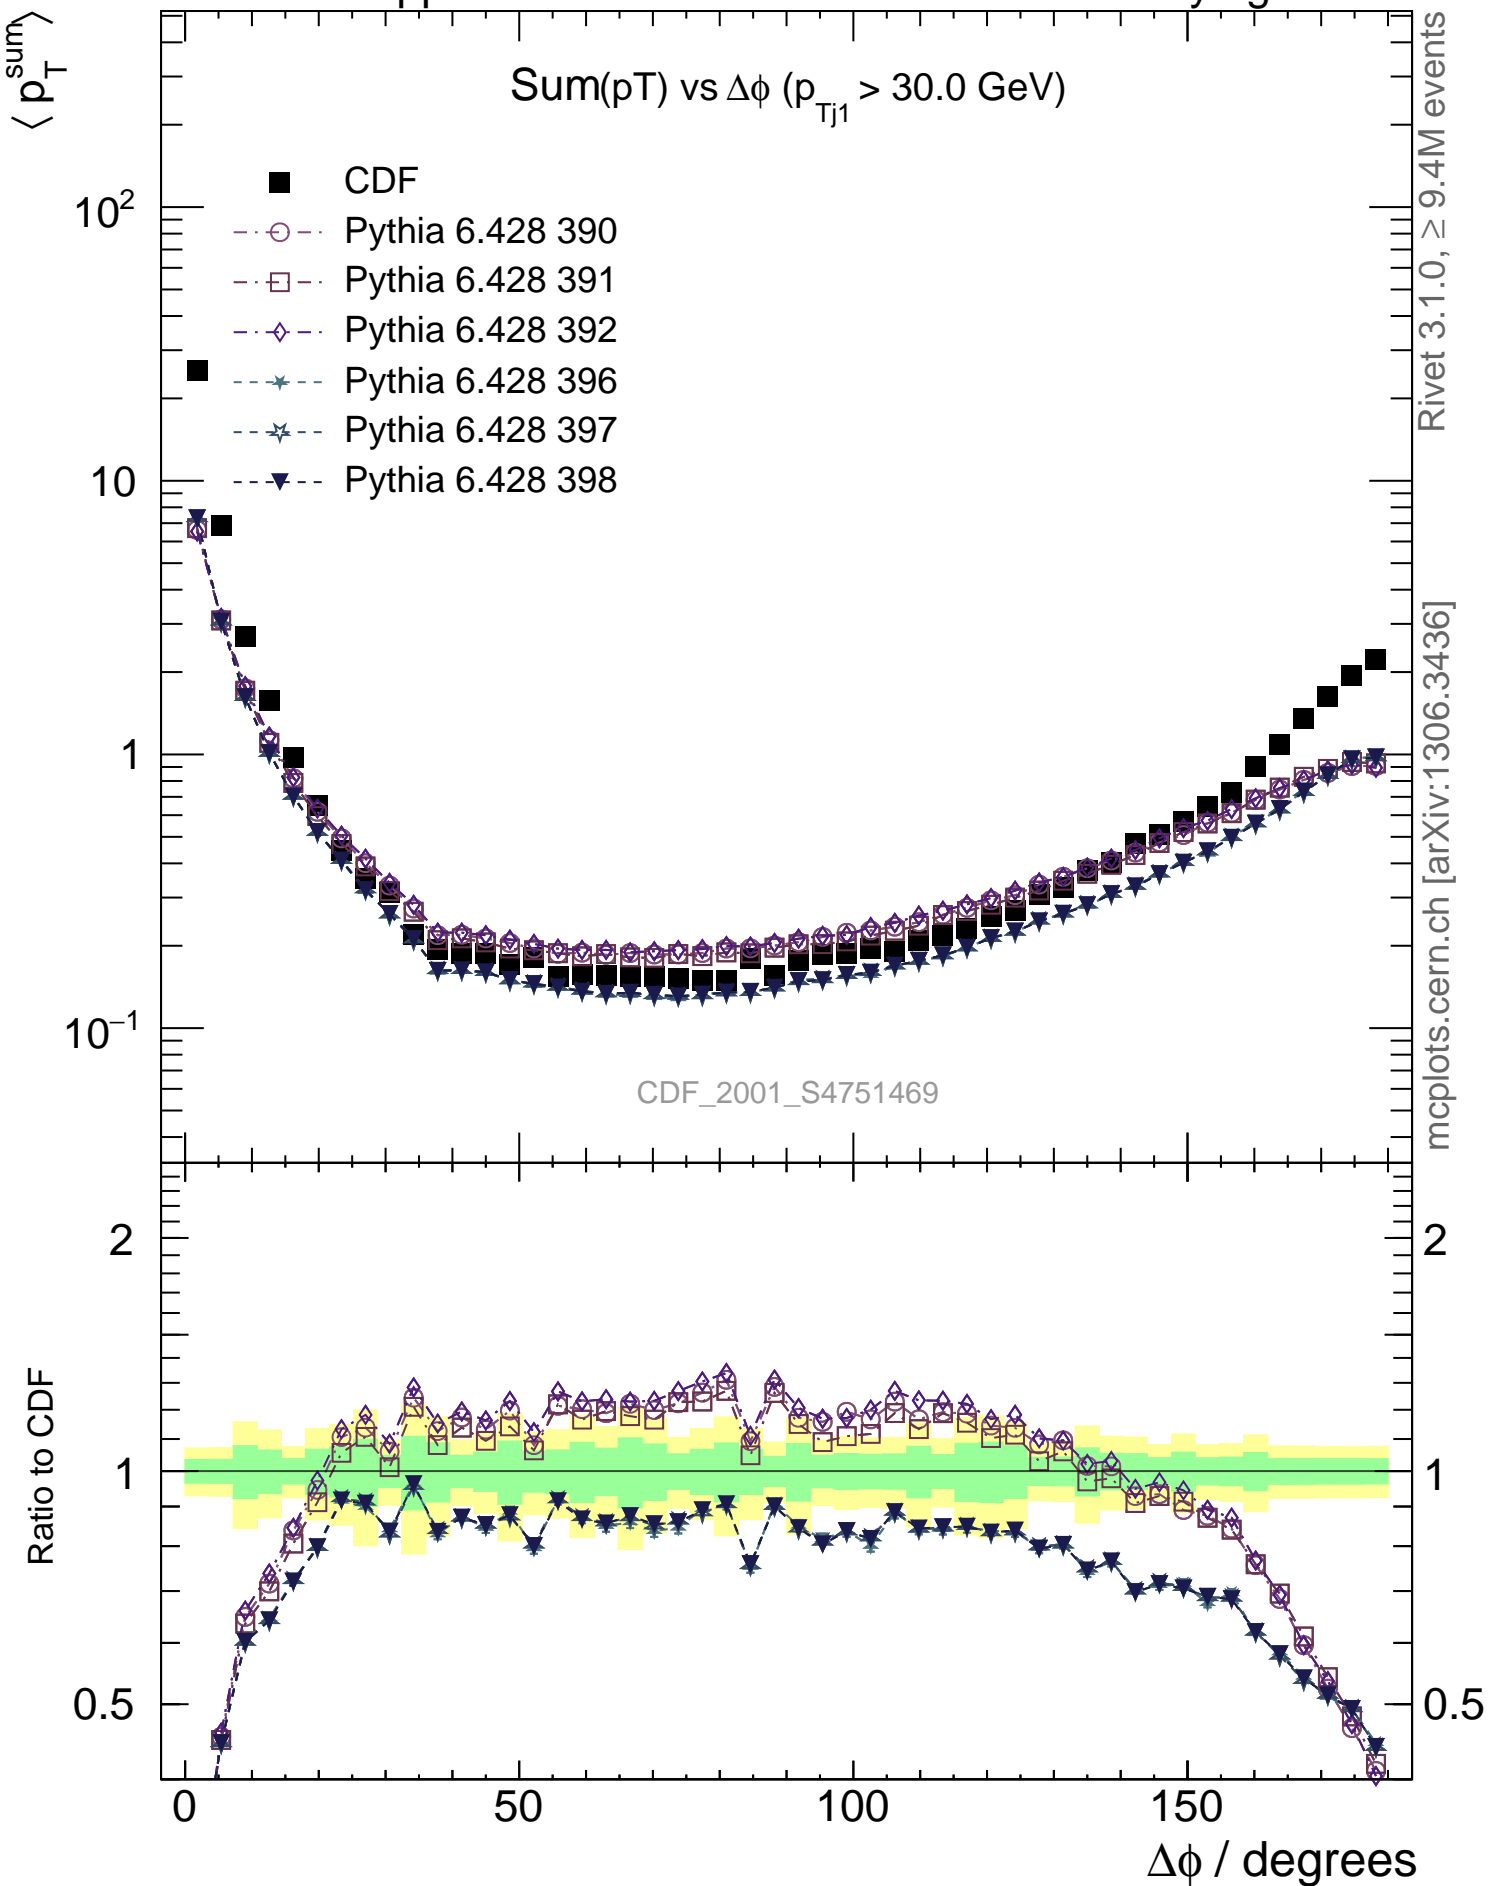 Sum(pT) vs Δϕ (p_Tj1 > 30.0 GeV)
⟨ p_T^sum ⟩
CDF
Pythia 6.428 390
Pythia 6.428 391
Pythia 6.428 392
Pythia 6.428 396
Pythia 6.428 397
Pythia 6.428 398
10²
10
1
10⁻¹
CDF_2001_S4751469
Rivet 3.1.0, ≥ 9.4M events
mcplots.cern.ch [arXiv:1306.3436]
Ratio to CDF
2
1
0.5
2
1
0.5
0 50 100 150
Δϕ / degrees